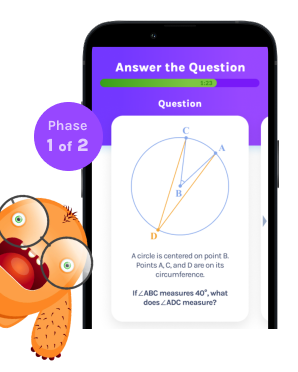 Answer the Question
1:22
Question
Phase
1 of 2
C
A
B
D
A circle is centered on point B.
Points A, C, and D are on its
circumference.
If ∠ABC measures 40°, what
does ∠ADC measure?